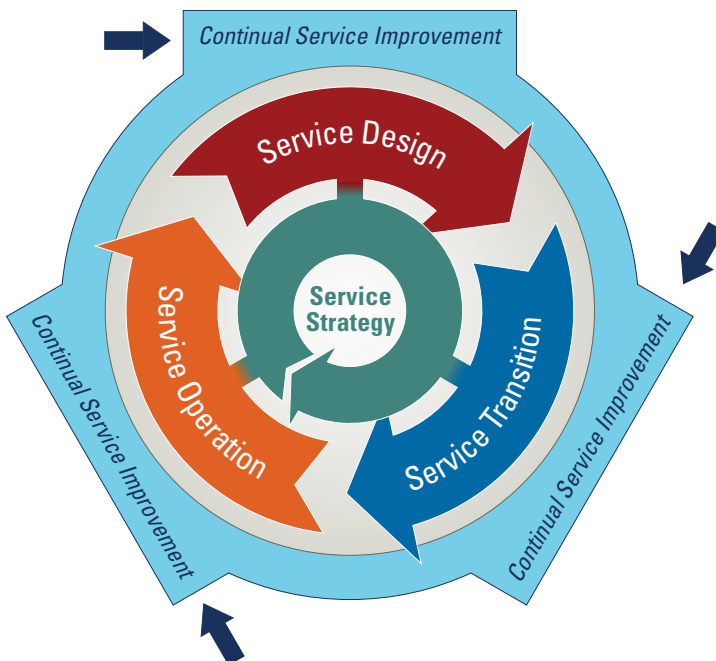 Continual Service Improvement
Service Design
Service
Strategy
Service Transition
Service Operation
Continual Service Improvement
Continual Service Improvement